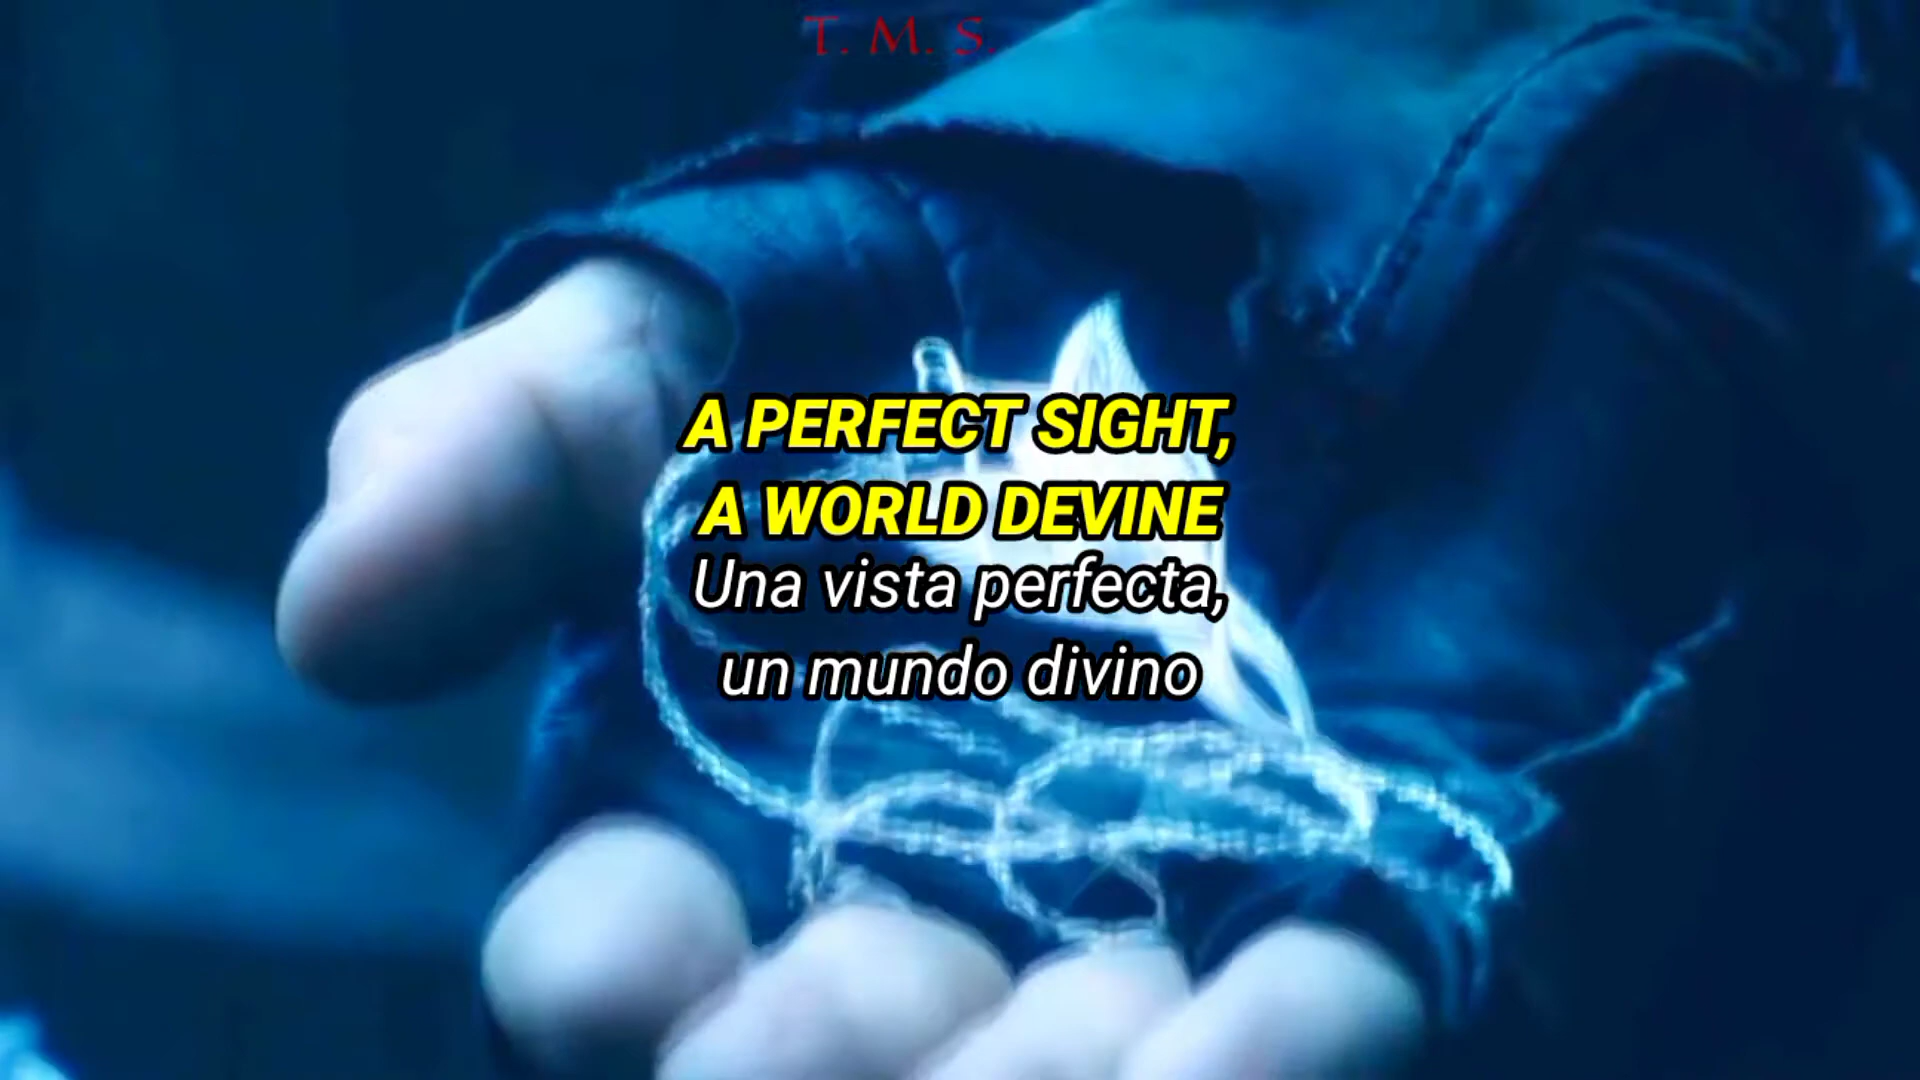 T. M. S.
A PERFECT SIGHT,
A WORLD DEVINE
Una vista perfecta,
un mundo divino